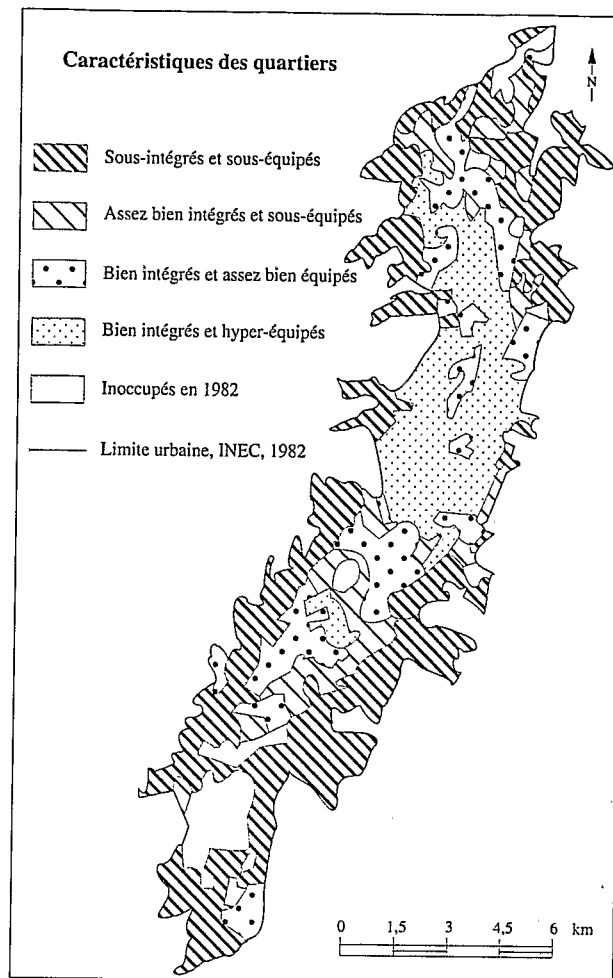 Caractéristiques des quartiers
N
Sous-intégrés et sous-équipés
Assez bien intégrés et sous-équipés
Bien intégrés et assez bien équipés
Bien intégrés et hyper-équipés
Inoccupés en 1982
Limite urbaine, INEC, 1982
0 1,5 3 4,5 6 km